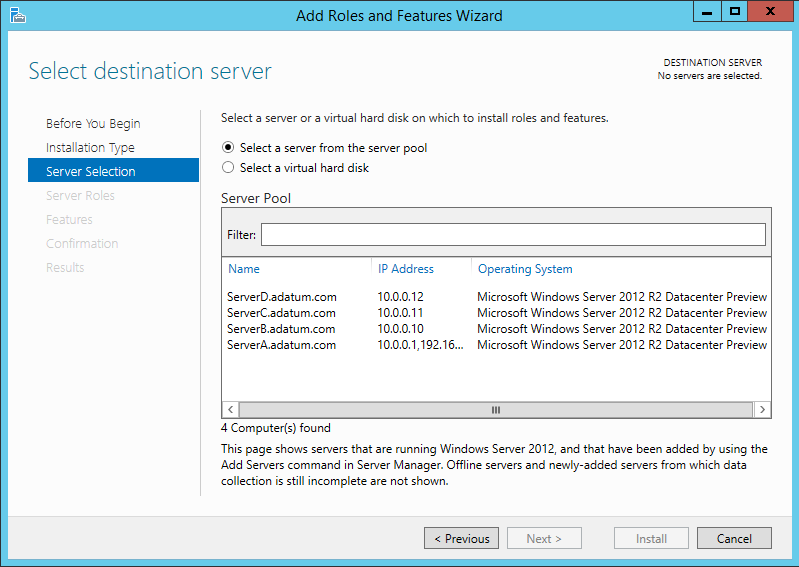 Add Roles and Features Wizard
Select destination server
DESTINATION SERVER
No servers are selected.
Before You Begin
Installation Type
Server Selection
Server Roles
Features
Confirmation
Results
Select a server or a virtual hard disk on which to install roles and features.
Select a server from the server pool
Select a virtual hard disk
Server Pool
Filter:
Name IP Address Operating System
ServerD.adatum.com 10.0.0.12 Microsoft Windows Server 2012 R2 Datacenter Preview
ServerC.adatum.com 10.0.0.11 Microsoft Windows Server 2012 R2 Datacenter Preview
ServerB.adatum.com 10.0.0.10 Microsoft Windows Server 2012 R2 Datacenter Preview
ServerA.adatum.com 10.0.0.1,192.16... Microsoft Windows Server 2012 R2 Datacenter Preview
4 Computer(s) found
This page shows servers that are running Windows Server 2012, and that have been added by using the
Add Servers command in Server Manager. Offline servers and newly-added servers from which data
collection is still incomplete are not shown.
< Previous Next > Install Cancel